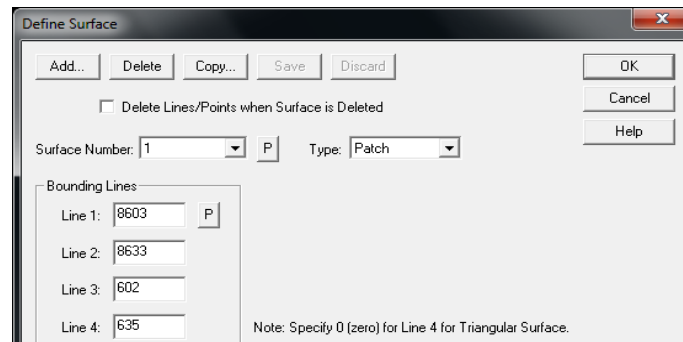 Define Surface
Add... Delete Copy... Save Discard OK
Delete Lines/Points when Surface is Deleted Cancel
Help
Surface Number: 1 P Type: Patch
Bounding Lines
Line 1: 8603 P
Line 2: 8633
Line 3: 602
Line 4: 635 Note: Specify 0 (zero) for Line 4 for Triangular Surface.